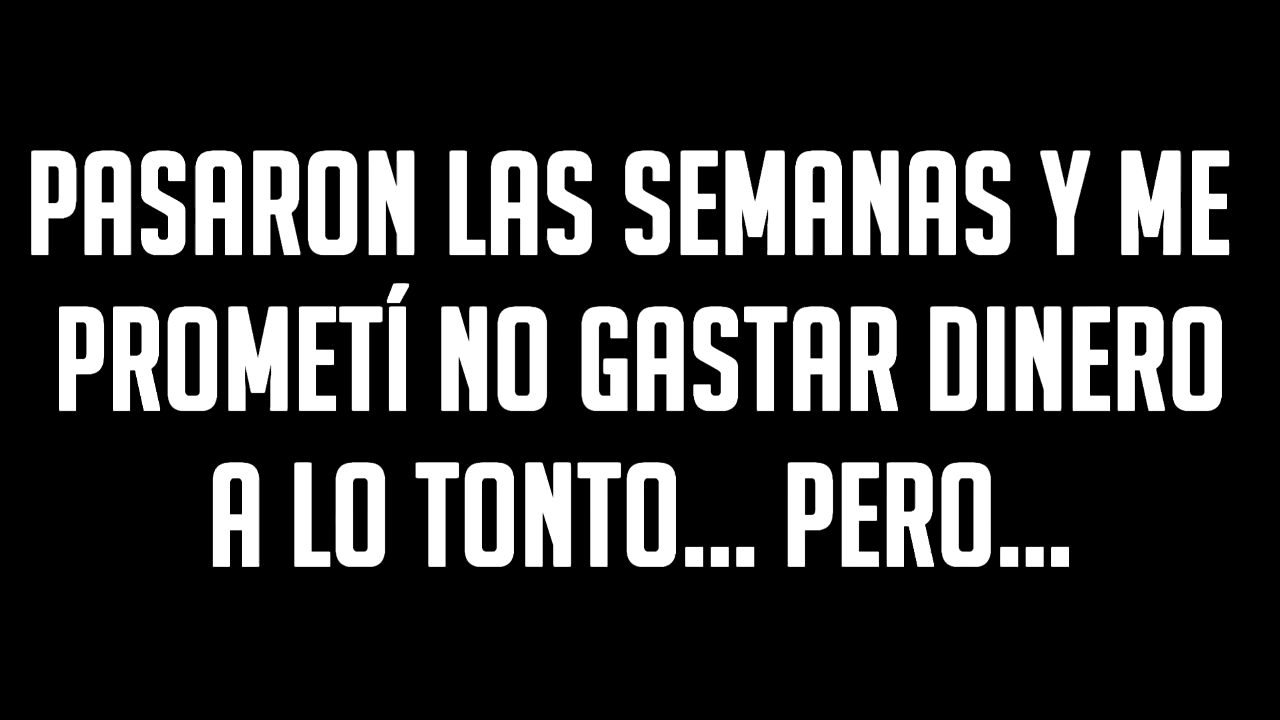 PASARON LAS SEMANAS Y ME
PROMETÍ NO GASTAR DINERO
A LO TONTO... PERO...